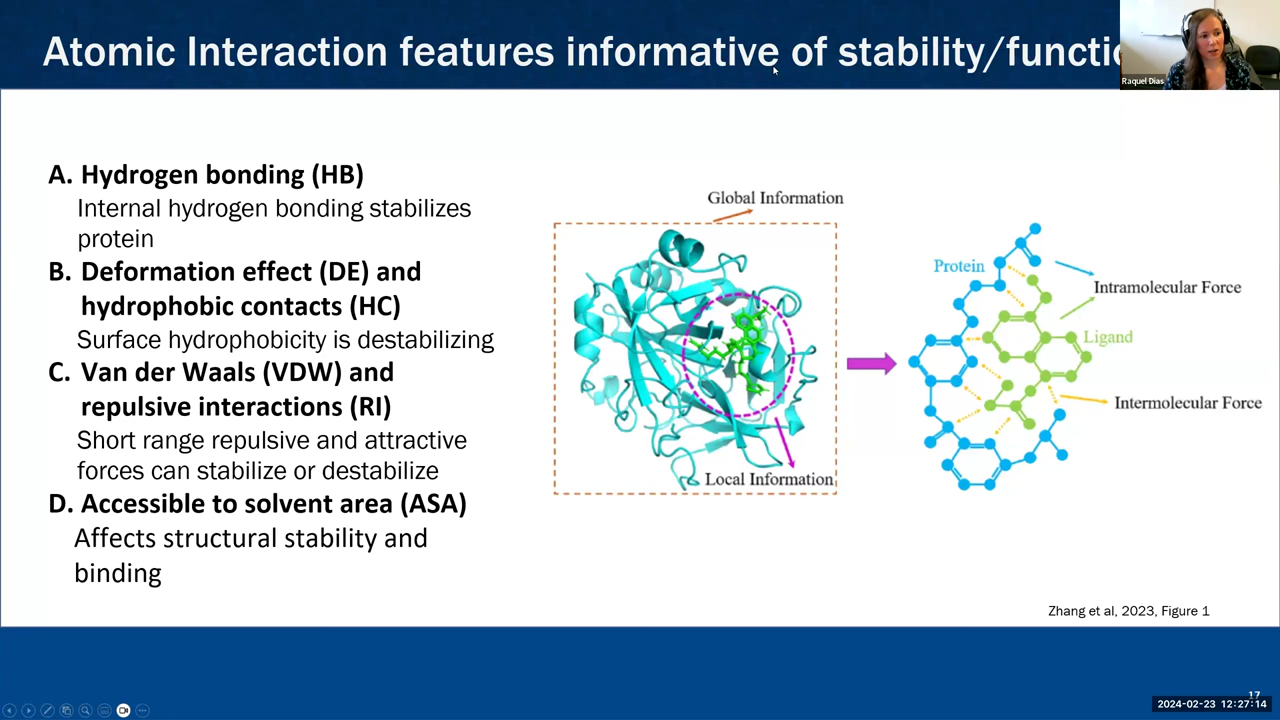 Atomic Interaction features informative of stability/functio
Raquel Dias
A. Hydrogen bonding (HB)
Internal hydrogen bonding stabilizes
protein
B. Deformation effect (DE) and
hydrophobic contacts (HC)
Surface hydrophobicity is destabilizing
C. Van der Waals (VDW) and
repulsive interactions (RI)
Short range repulsive and attractive
forces can stabilize or destabilize
D. Accessible to solvent area (ASA)
Affects structural stability and
binding
Global Information
Local Information
Protein
Intramolecular Force
Ligand
Intermolecular Force
Zhang et al, 2023, Figure 1
17
2024-02-23 12:27:14